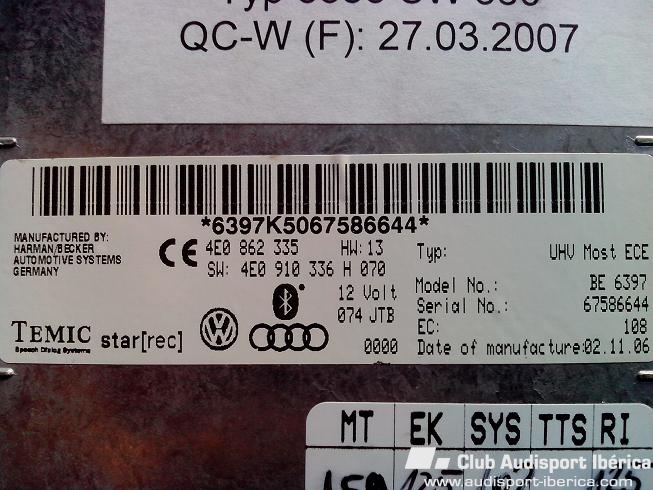 QC-W (F): 27.03.2007
*6397K5067586644*
MANUFACTURED BY:
HARMAN/BECKER
AUTOMOTIVE SYSTEMS
GERMANY
CE
4E0 862 335 HW: 13
SW: 4E0 910 336 H 070
12 Volt
074 JTB
0000
TEMIC
Speech Dialog Systems
star[rec]
Typ: UHV Most ECE
Model No.: BE 6397
Serial No.: 67586644
EC: 108
Date of manufacture:02.11.06
MT EK SYS TTS RI
Club Audisport Ibérica
www.audisport-iberica.com